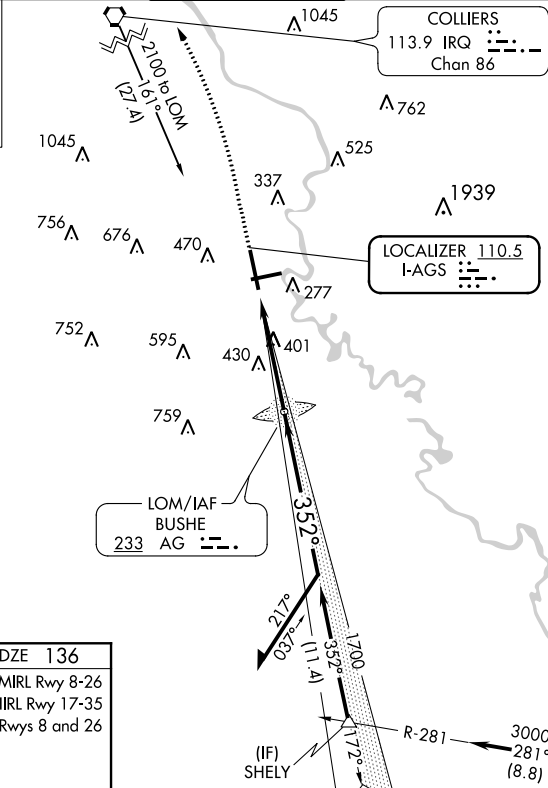 1045
COLLIERS
113.9 IRQ
Chan 86
2100 to LOM
161°
(27.4)
762
1045
525
337
1939
756
676
470
LOCALIZER 110.5
I-AGS
277
752
595
430
401
759
LOM/IAF
BUSHE
233 AG
352°
217°
037°
(11.4)
352°
1700
DZE 136
MIRL Rwy 8-26
HIRL Rwy 17-35
Rwys 8 and 26
R-281
3000
281°
(8.8)
(IF)
SHELY
172°